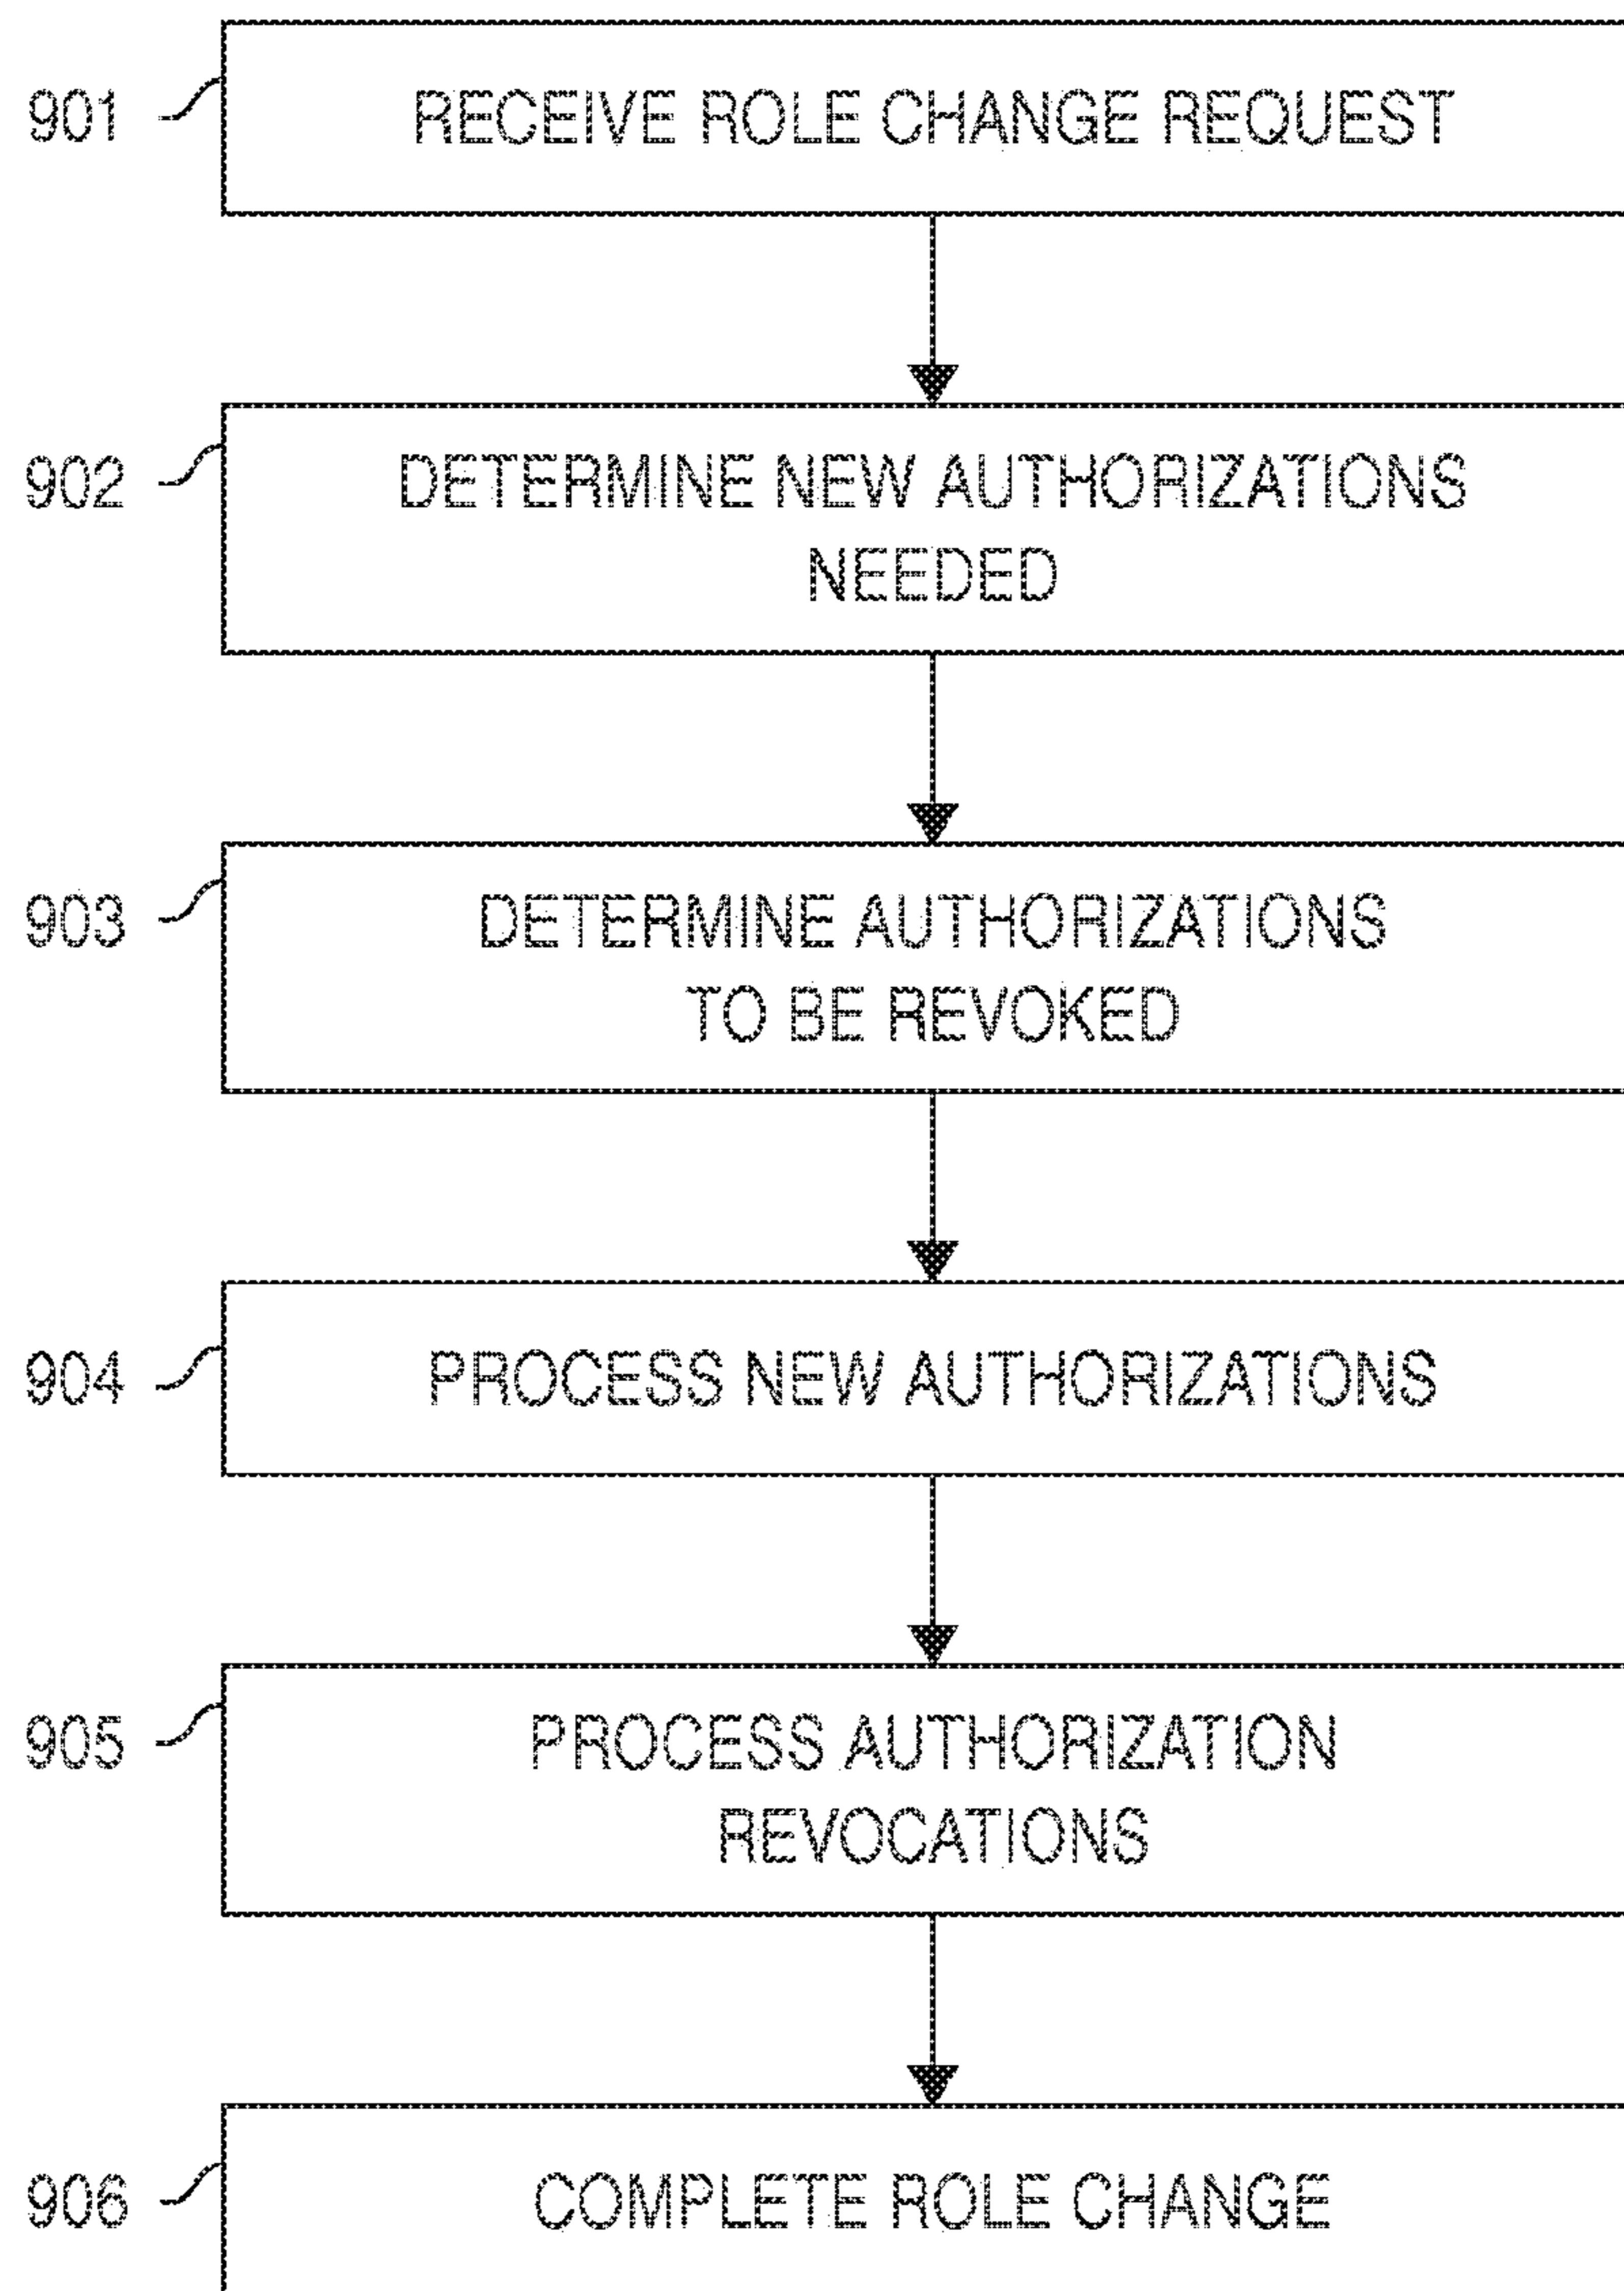 901
RECEIVE ROLE CHANGE REQUEST
902
DETERMINE NEW AUTHORIZATIONS
NEEDED
903
DETERMINE AUTHORIZATIONS
TO BE REVOKED
904
PROCESS NEW AUTHORIZATIONS
905
PROCESS AUTHORIZATION
REVOCATIONS
906
COMPLETE ROLE CHANGE